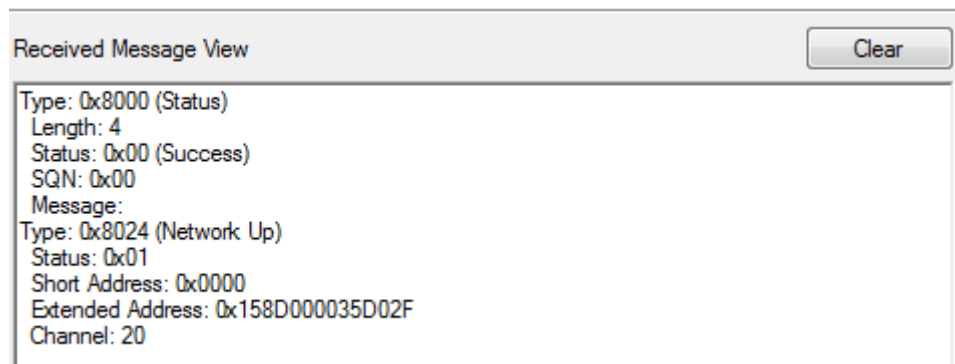 Received Message View
Clear
Type: 0x8000 (Status)
Length: 4
Status: 0x00 (Success)
SQN: 0x00
Message:
Type: 0x8024 (Network Up)
Status: 0x01
Short Address: 0x0000
Extended Address: 0x158D000035D02F
Channel: 20